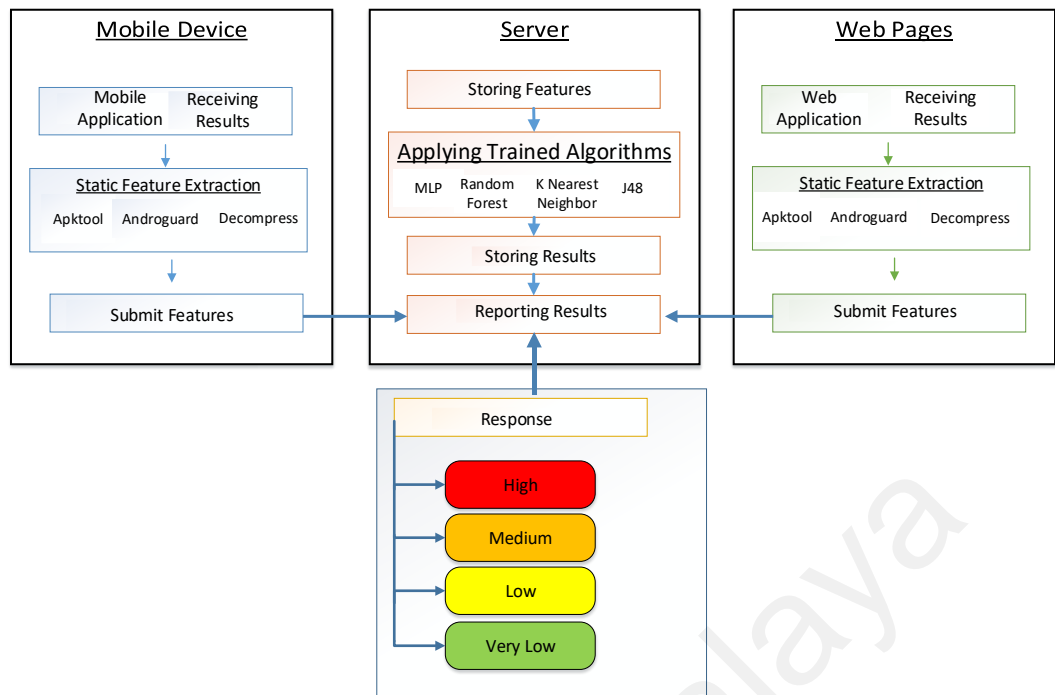 Mobile Device
Mobile
Application
Receiving
Results
Static Feature Extraction
Apktool Androguard Decompress
Submit Features
Server
Storing Features
Applying Trained Algorithms
MLP
Random
Forest
K Nearest
Neighbor
J48
Storing Results
Reporting Results
Web Pages
Web
Application
Receiving
Results
Static Feature Extraction
Apktool Androguard Decompress
Submit Features
Response
High
Medium
Low
Very Low